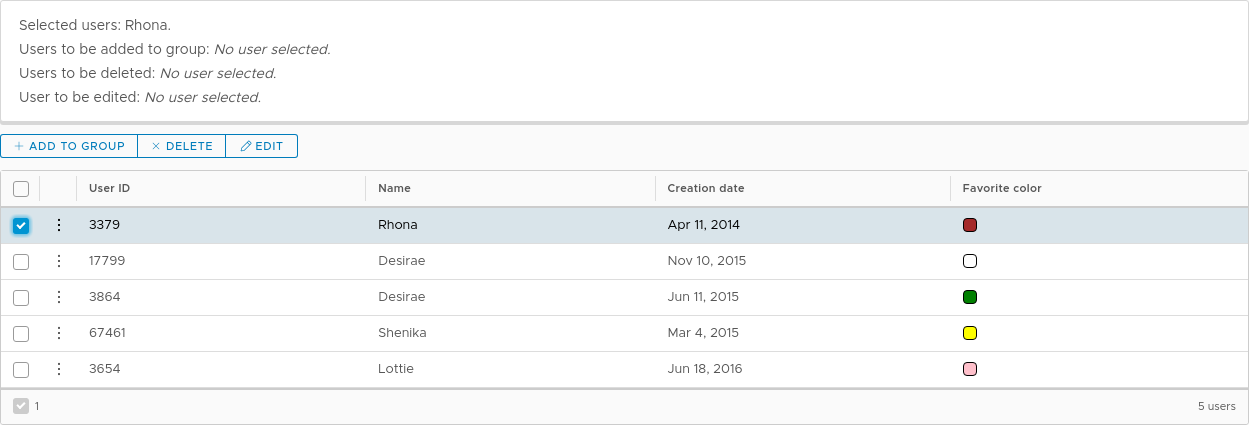 Selected users: Rhona.
Users to be added to group: No user selected.
Users to be deleted: No user selected.
User to be edited: No user selected.
ADD TO GROUP DELETE EDIT
User ID Name Creation date Favorite color
3379 Rhona Apr 11, 2014
17799 Desirae Nov 10, 2015
3864 Desirae Jun 11, 2015
67461 Shenika Mar 4, 2015
3654 Lottie Jun 18, 2016
1 5 users